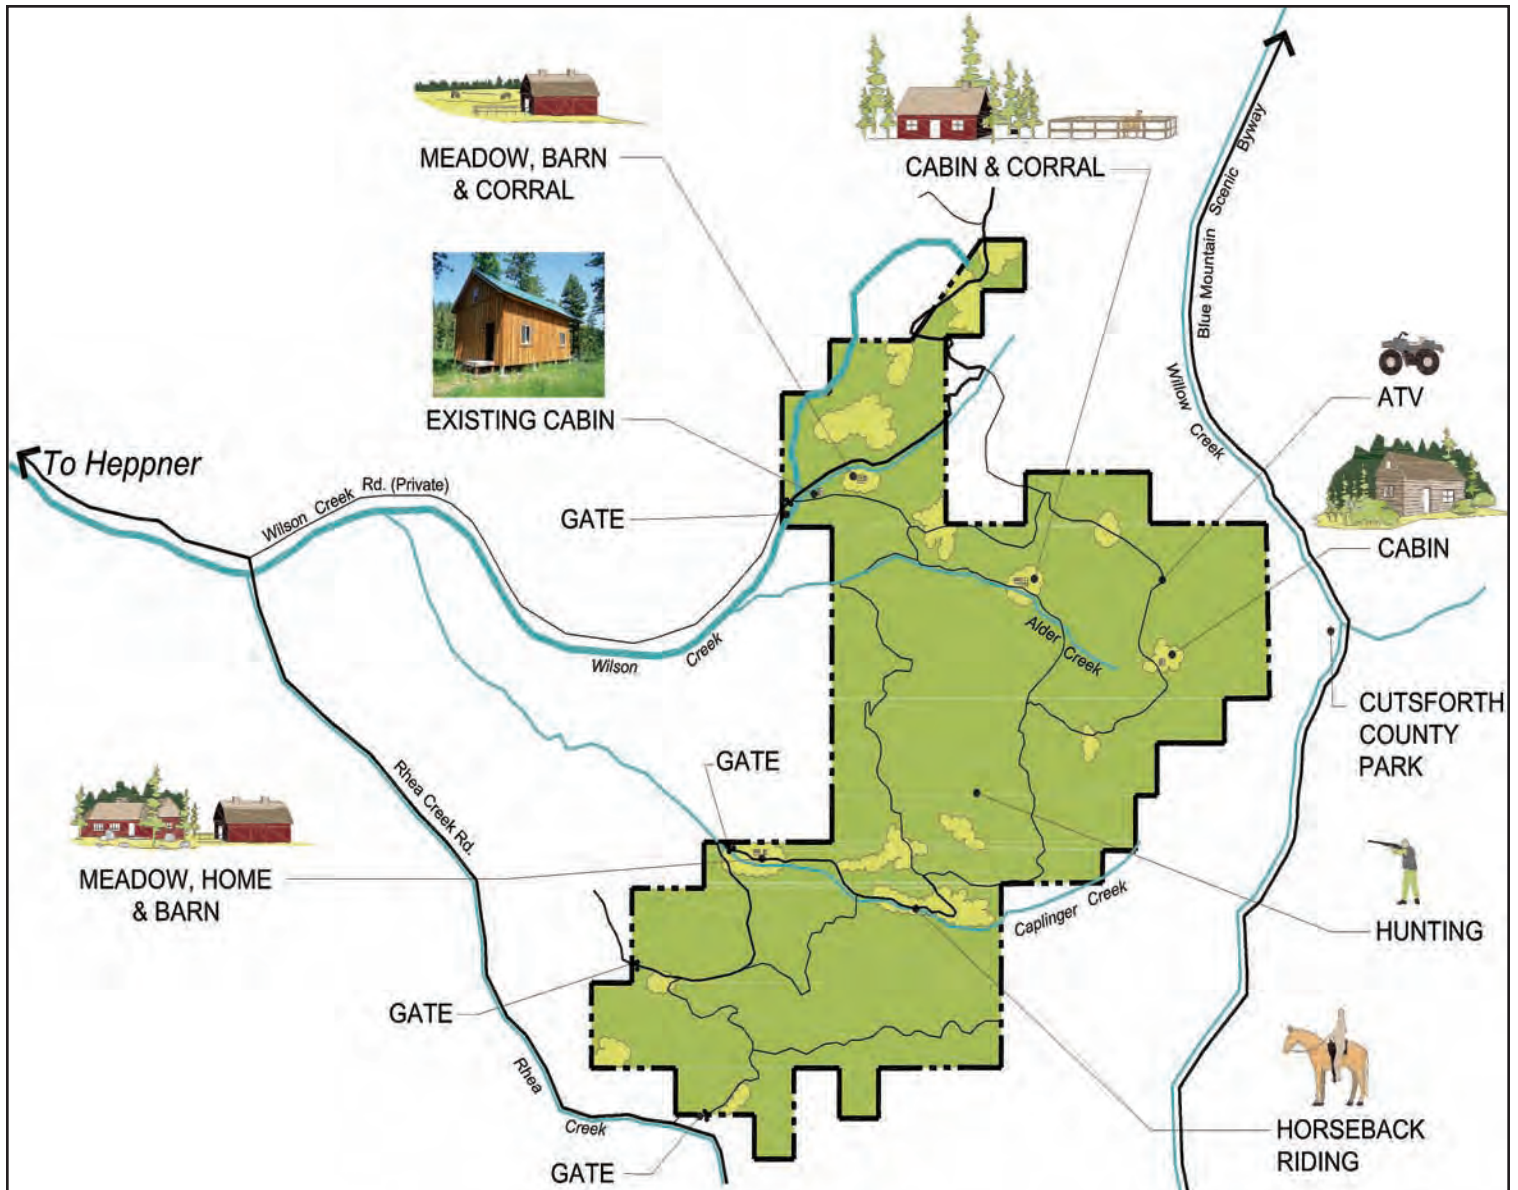 MEADOW, BARN
& CORRAL
CABIN & CORRAL
Blue Mountain Scenic Byway
EXISTING CABIN
ATV
Willow Creek
To Heppner
Wilson Creek Rd. (Private)
GATE
CABIN
Alder Creek
Wilson Creek
CUTSFORTH
COUNTY
PARK
GATE
Rhea Creek Rd.
MEADOW, HOME
& BARN
Caplinger Creek
HUNTING
GATE
Rhea Creek
HORSEBACK
RIDING
GATE